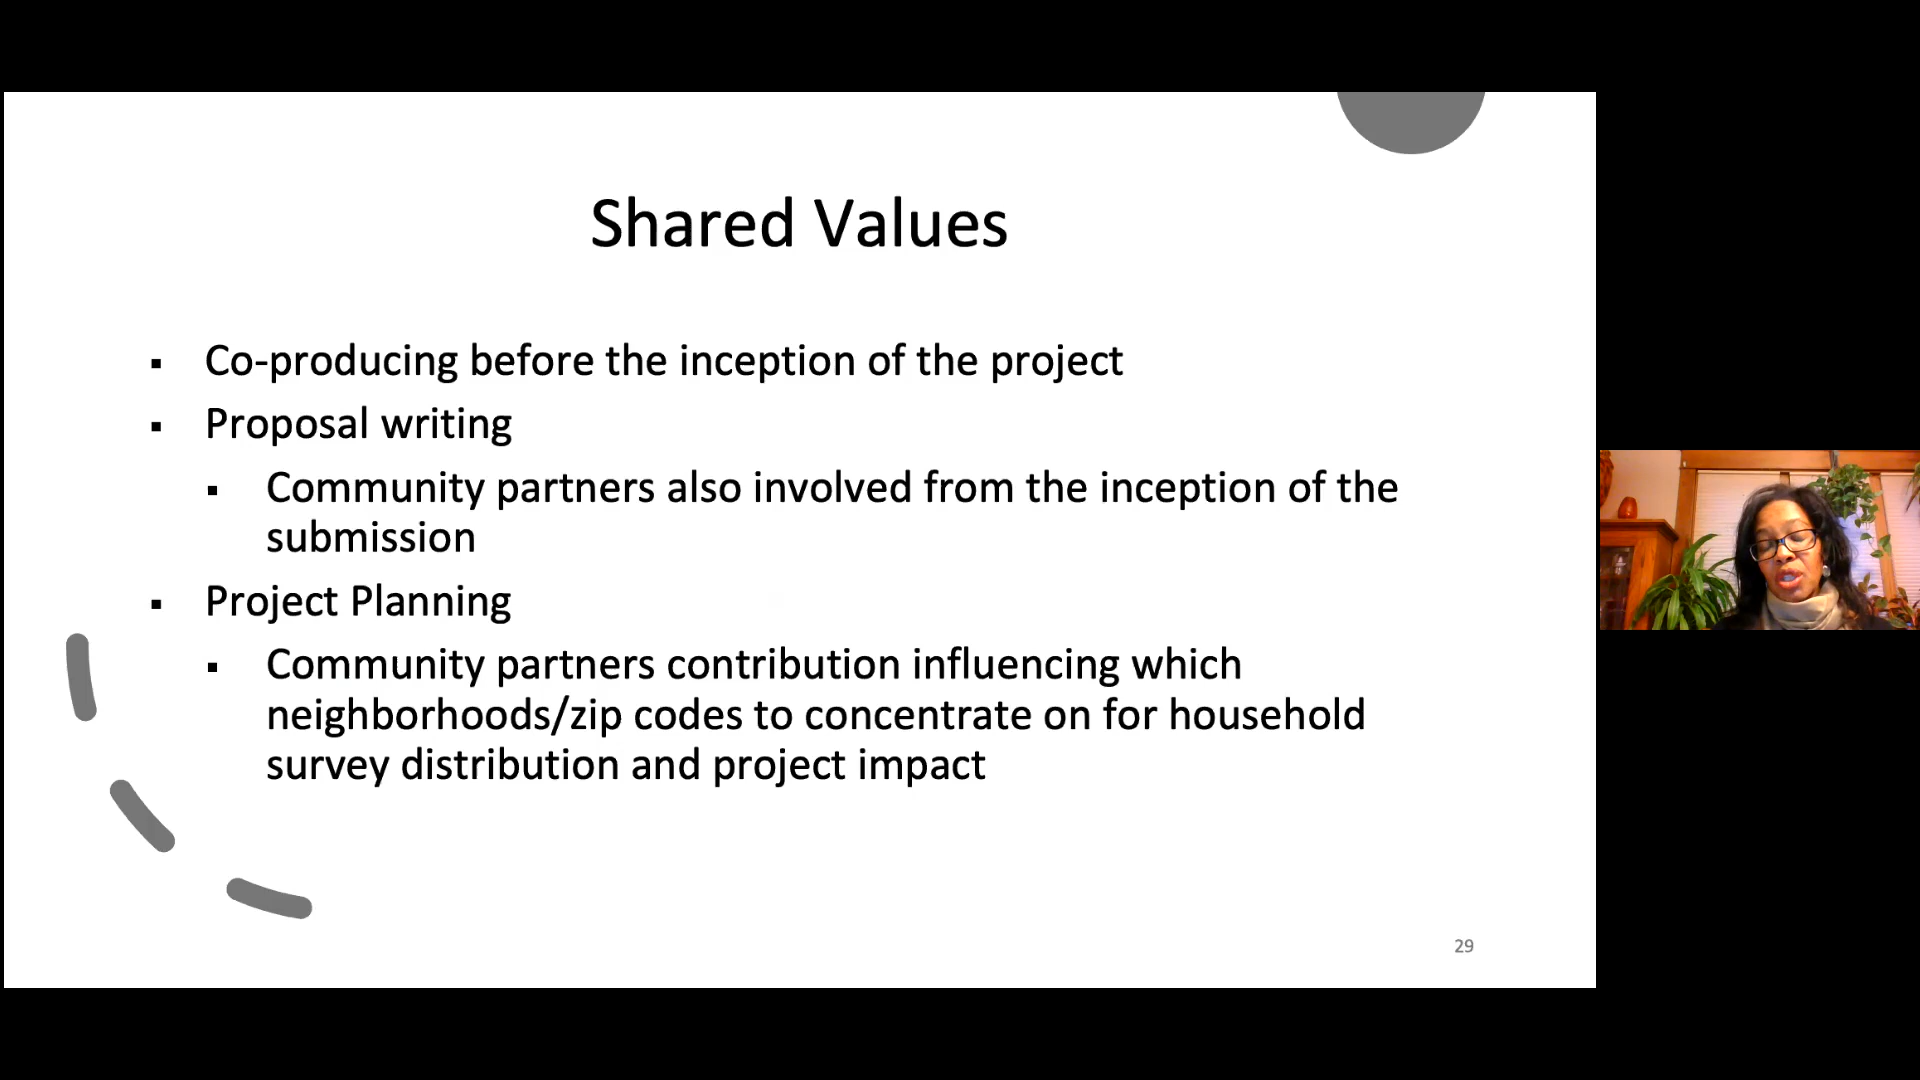 Shared Values
▪ Co-producing before the inception of the project
▪ Proposal writing
▪ Community partners also involved from the inception of the
submission
▪ Project Planning
▪ Community partners contribution influencing which
neighborhoods/zip codes to concentrate on for household
survey distribution and project impact
29